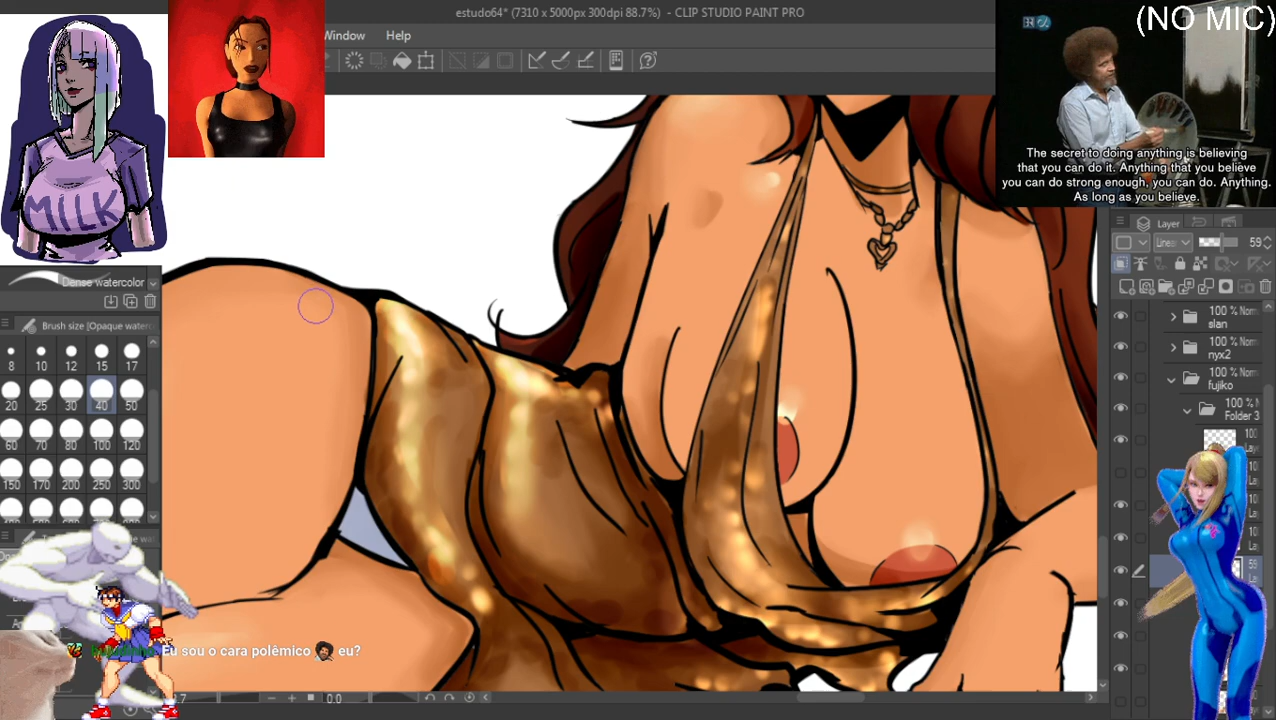 estudo64* (7310 x 5000px 300dpi 88.7%)  - CLIP STUDIO PAINT PRO
(NO MIC)
Window Help
MILK
The secret to doing anything is believing
that you can do it. Anything that you believe
you can do strong enough, you can do. Anything.
As long as you believe.
Dense watercolor
Brush size [Opaque water
8 10 12 15 17
20 25 30 40 50
60 70 80 100 120
150 170 200 250 300
Layer
59
100 % Norm
slan
100 % Norm
nyx2
100 % Norm
fujiko
100 % N
Folder 3
Eu sou o cara polêmico eu?
0.0